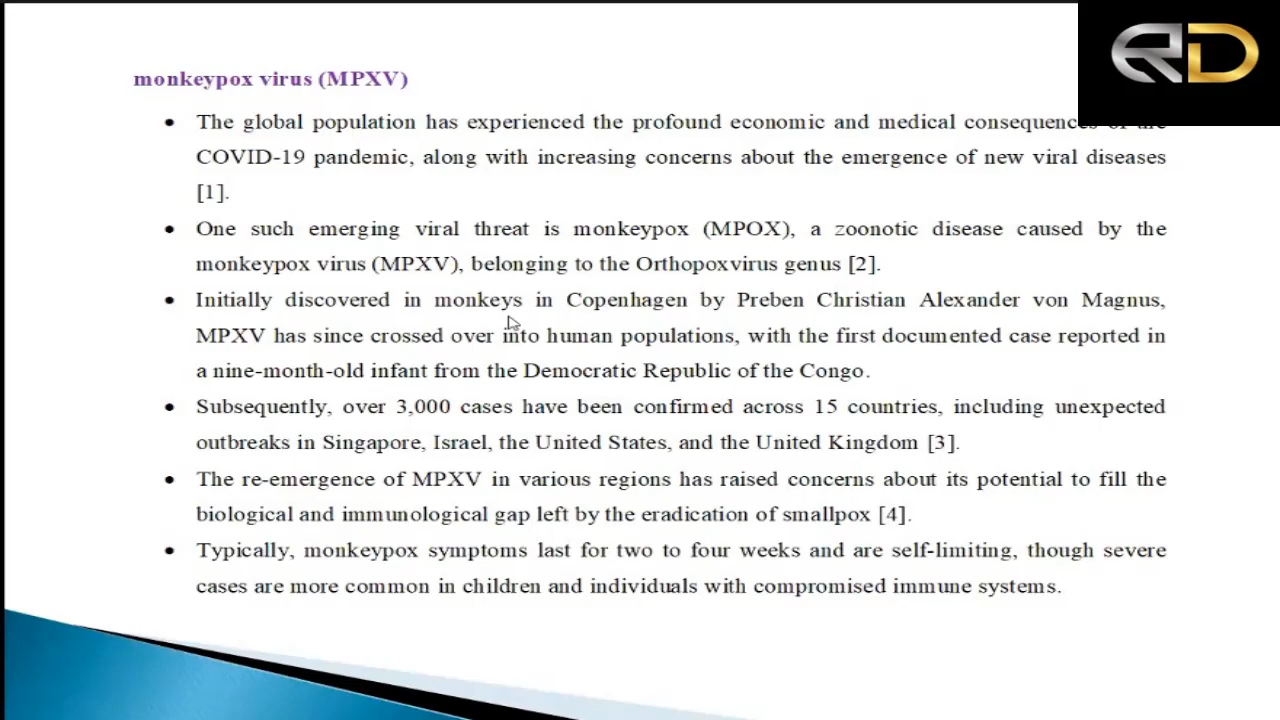 monkeypox virus (MPXV)
• The global population has experienced the profound economic and medical consequences of the
COVID-19 pandemic, along with increasing concerns about the emergence of new viral diseases
[1].
• One such emerging viral threat is monkeypox (MPOX), a zoonotic disease caused by the
monkeypox virus (MPXV), belonging to the Orthopoxvirus genus [2].
• Initially discovered in monkeys in Copenhagen by Preben Christian Alexander von Magnus,
MPXV has since crossed over into human populations, with the first documented case reported in
a nine-month-old infant from the Democratic Republic of the Congo.
• Subsequently, over 3,000 cases have been confirmed across 15 countries, including unexpected
outbreaks in Singapore, Israel, the United States, and the United Kingdom [3].
• The re-emergence of MPXV in various regions has raised concerns about its potential to fill the
biological and immunological gap left by the eradication of smallpox [4].
• Typically, monkeypox symptoms last for two to four weeks and are self-limiting, though severe
cases are more common in children and individuals with compromised immune systems.